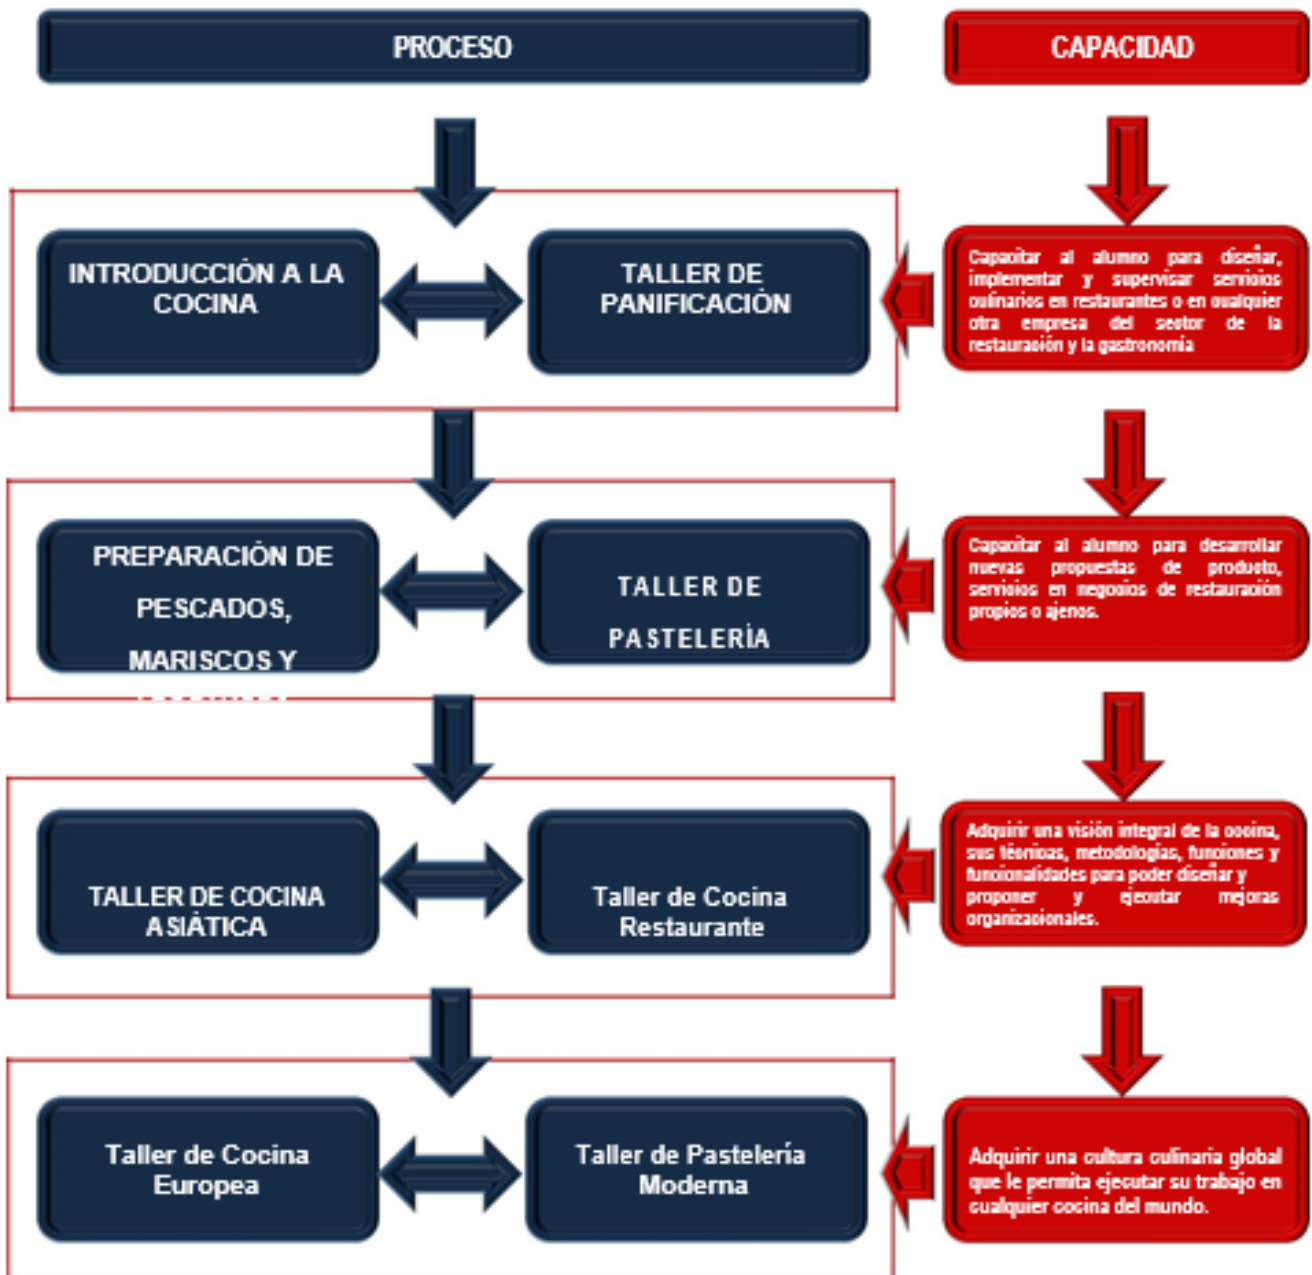 PROCESO
CAPACIDAD
INTRODUCCIÓN A LA
COCINA
TALLER DE
PANIFICACIÓN
Capacitar al alumno para diseñar,
implementar y supervisar servicios
culinarios en restaurantes o en cualquier
otra empresa del sector de la
restauración y la gastronomía
PREPARACIÓN DE
PESCADOS,
MARISCOS Y
TALLER DE
PASTELERÌA
Capacitar al alumno para desarrollar
nuevas propuestas de producto,
servicios en negocios de restauración
propios o ajenos.
TALLER DE COCINA
ASIÁTICA
Taller de Cocina
Restaurante
Adquirir una visión integral de la cocina,
sus técnicas, metodologías, funciones y
funcionalidades para poder diseñar y
proponer y ejecutar mejoras
organizacionales.
Taller de Cocina
Europea
Taller de Pastelería
Moderna
Adquirir una cultura culinaria global
que le permita ejecutar su trabajo en
cualquier cocina del mundo.